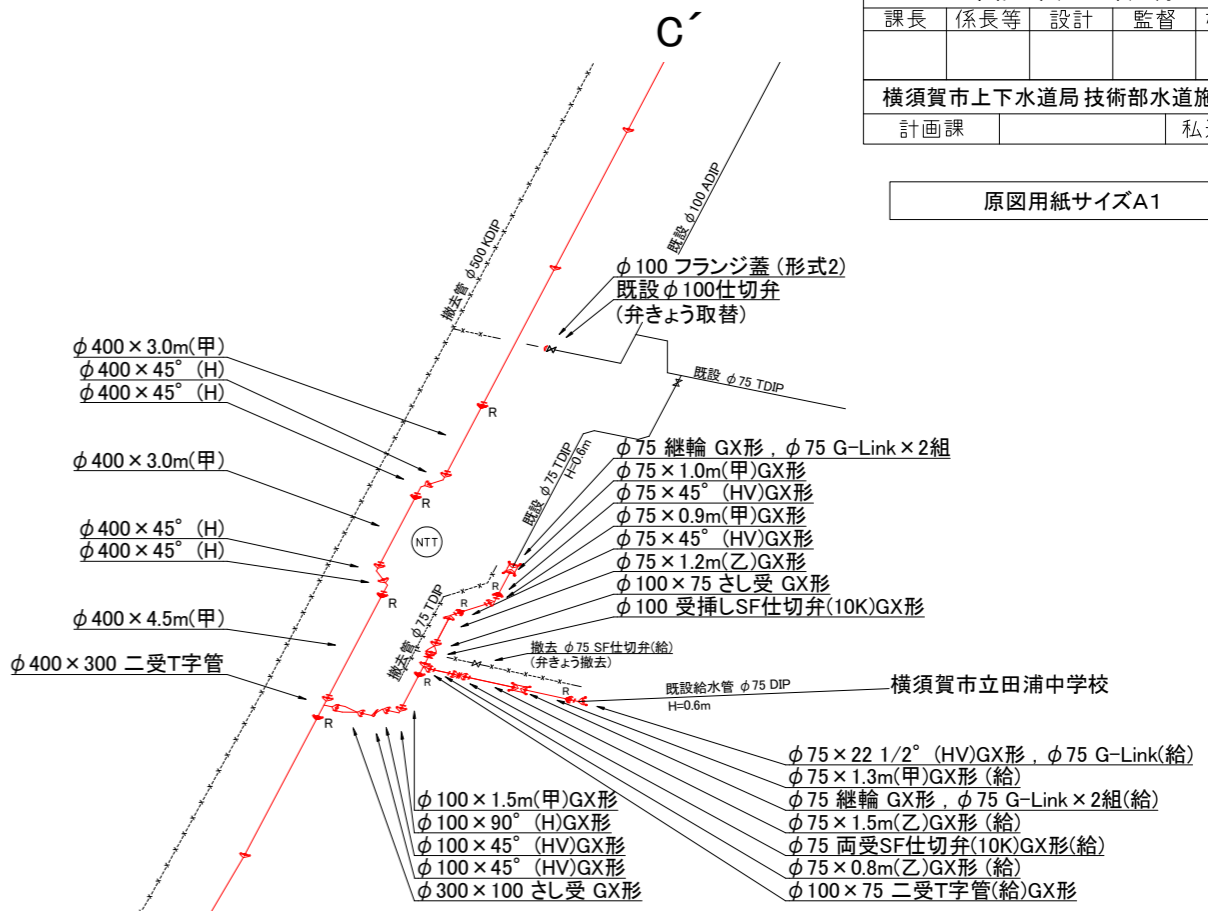 課長 係長等 設計 監督
横須賀市上下水道局 技術部水道施
計画課 私
原図用紙サイズA1
C´
撤去管 φ500 KDIP
既設 φ100 ADIP
φ100 フランジ蓋 (形式2)
既設φ100仕切弁
(弁きょう取替)
既設 φ75 TDIP
φ400×3.0m(甲)
φ400×45° (H)
φ400×45° (H)
R
φ400×3.0m(甲)
R
NTT
φ400×45° (H)
φ400×45° (H)
R
φ400×4.5m(甲)
φ400×300 二受T字管
R
既設 φ75 TDIP
H=0.6m
φ75 継輪 GX形 , φ75 G-Link×2組
φ75×1.0m(甲)GX形
φ75×45° (HV)GX形
φ75×0.9m(甲)GX形
φ75×45° (HV)GX形
φ75×1.2m(乙)GX形
φ100×75 さし受 GX形
φ100 受挿しSF仕切弁(10K)GX形
R
R
撤去管 φ75 TDIP
撤去 φ75 SF仕切弁(給)
(弁きょう撤去)
R
R
既設給水管 φ75 DIP
H=0.6m
横須賀市立田浦中学校
φ75×22 1/2° (HV)GX形 , φ75 G-Link(給)
φ75×1.3m(甲)GX形 (給)
φ75 継輪 GX形 , φ75 G-Link×2組(給)
φ75×1.5m(乙)GX形 (給)
φ75 両受SF仕切弁(10K)GX形(給)
φ75×0.8m(乙)GX形 (給)
φ100×75 二受T字管(給)GX形
φ100×1.5m(甲)GX形
φ100×90° (H)GX形
φ100×45° (HV)GX形
φ100×45° (HV)GX形
φ300×100 さし受 GX形